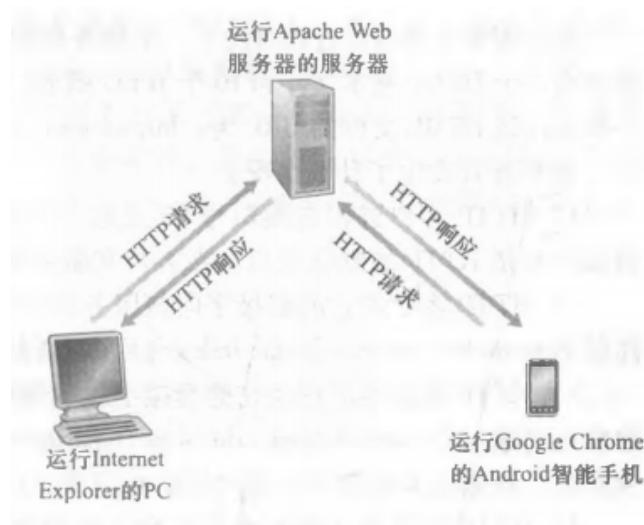 运行Apache Web
服务器的服务器
HTTP请求
HTTP响应
HTTP响应
HTTP请求
运行Internet
Explorer的PC
运行Google Chrome
的Android智能手机